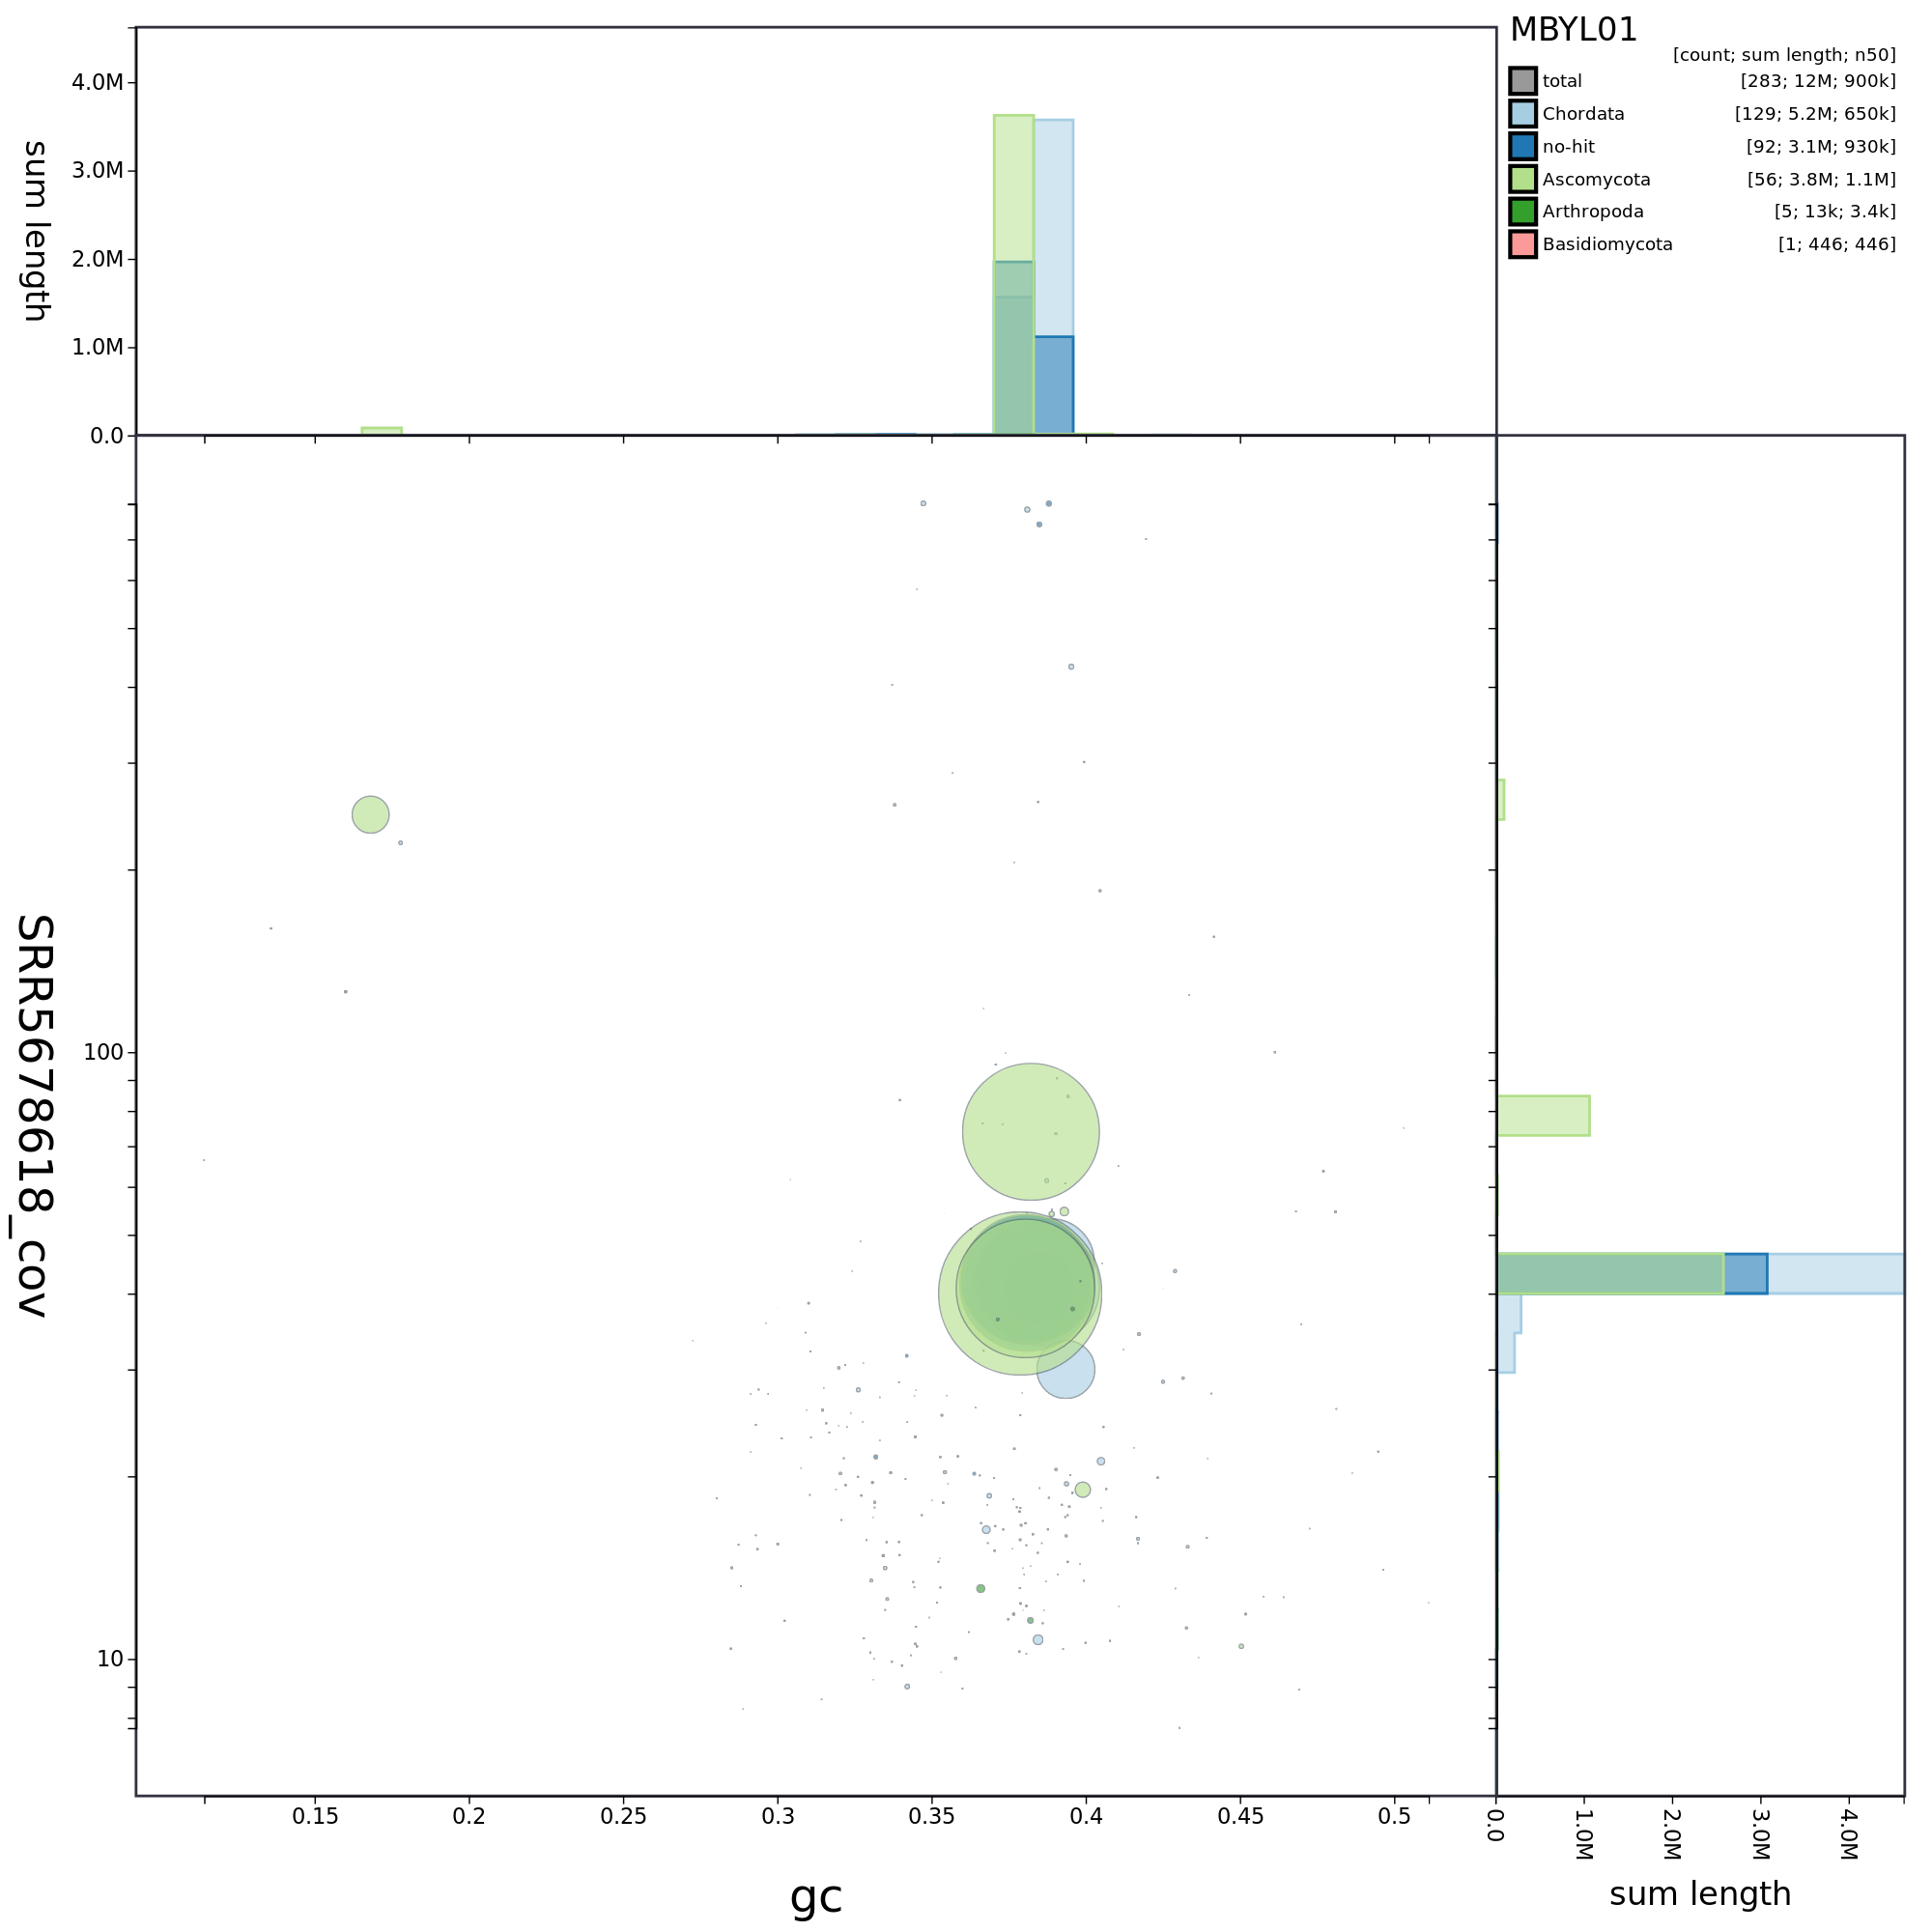 MBYL01
[count; sum length; n50]
total [283; 12M; 900k]
Chordata [129; 5.2M; 650k]
no-hit [92; 3.1M; 930k]
Ascomycota [56; 3.8M; 1.1M]
Arthropoda [5; 13k; 3.4k]
Basidiomycota [1; 446; 446]
sum length
4.0M
3.0M
2.0M
1.0M
0.0
SRR5678618_cov
100
10
0.15 0.2 0.25 0.3 0.35 0.4 0.45 0.5
gc
0.0 1.0M 2.0M 3.0M 4.0M
sum length